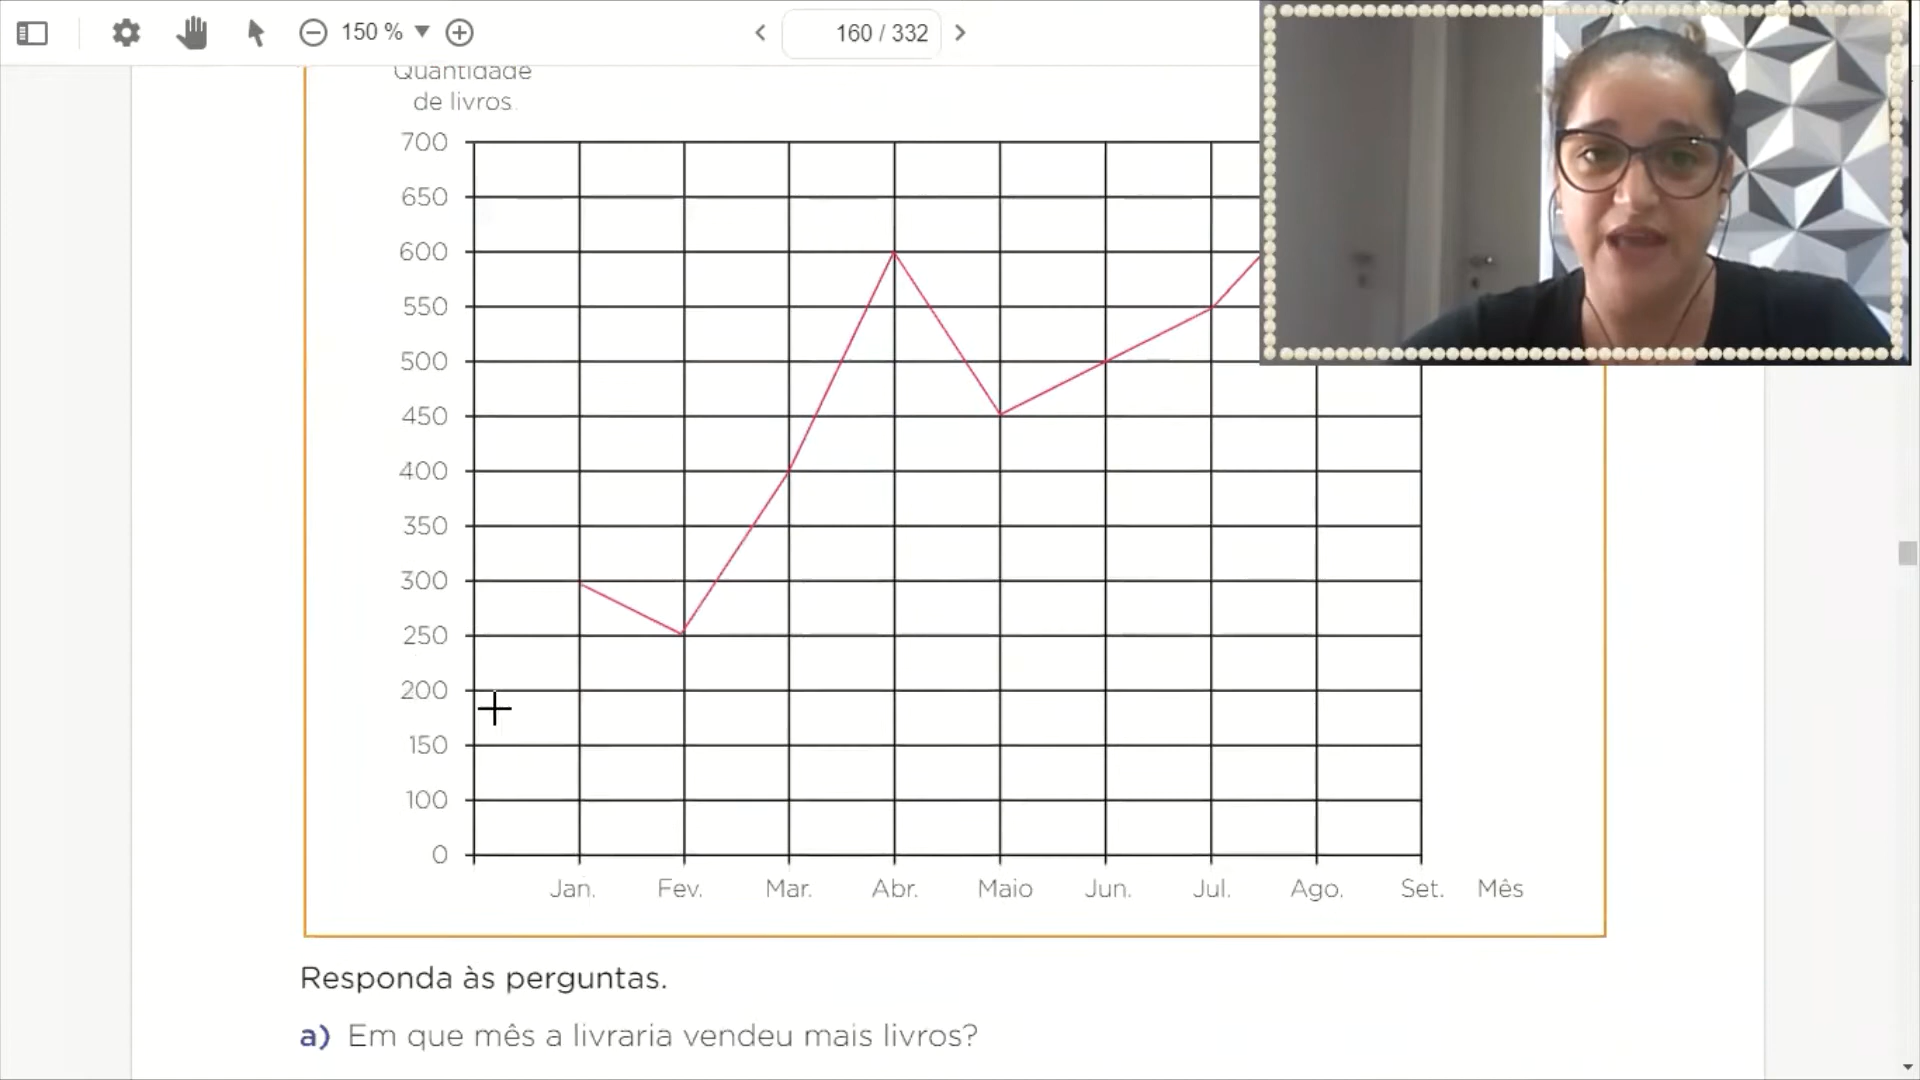 150 %
160 / 332
Quantidade
de livros
700
650
600
550
500
450
400
350
300
250
200
150
100
0
Jan. Fev. Mar. Abr. Maio Jun. Jul. Ago. Set. Mês
Responda às perguntas.
a) Em que mês a livraria vendeu mais livros?